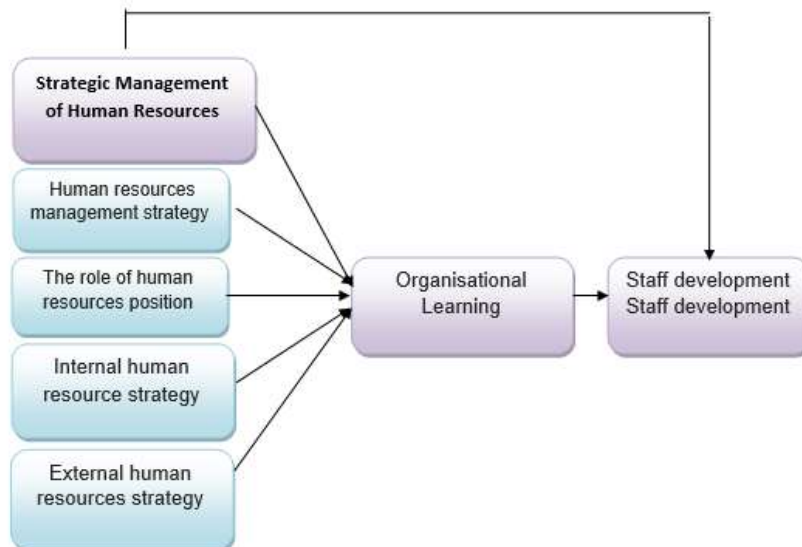 Strategic Management
of Human Resources
Human resources
management strategy
The role of human
resources position
Internal human
resource strategy
External human
resources strategy
Organisational
Learning
Staff development
Staff development